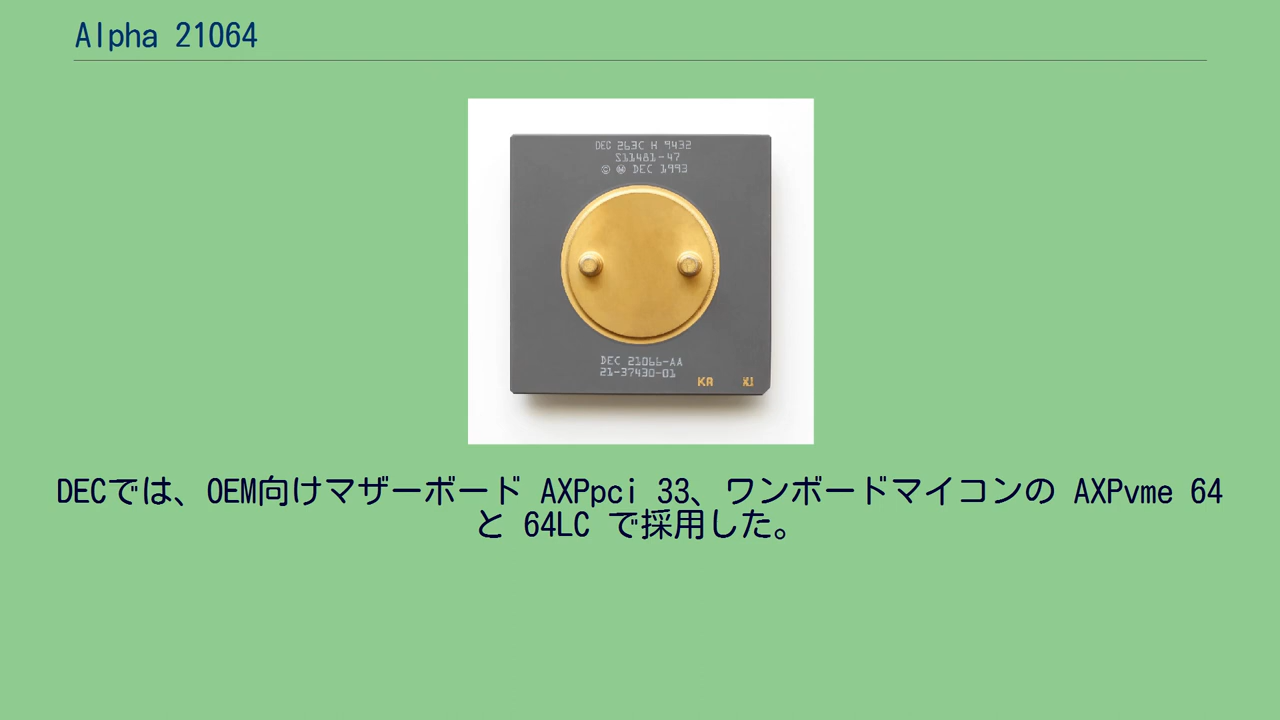 Alpha 21064
DEC 263C H 9432
S11481-47
© Ⓜ DEC 1993
DEC 21066-AA
21-37430-01
KA
DECでは、OEM向けマザーボード AXPpci 33、ワンボードマイコンの AXPvme 64
と 64LC で採用した。